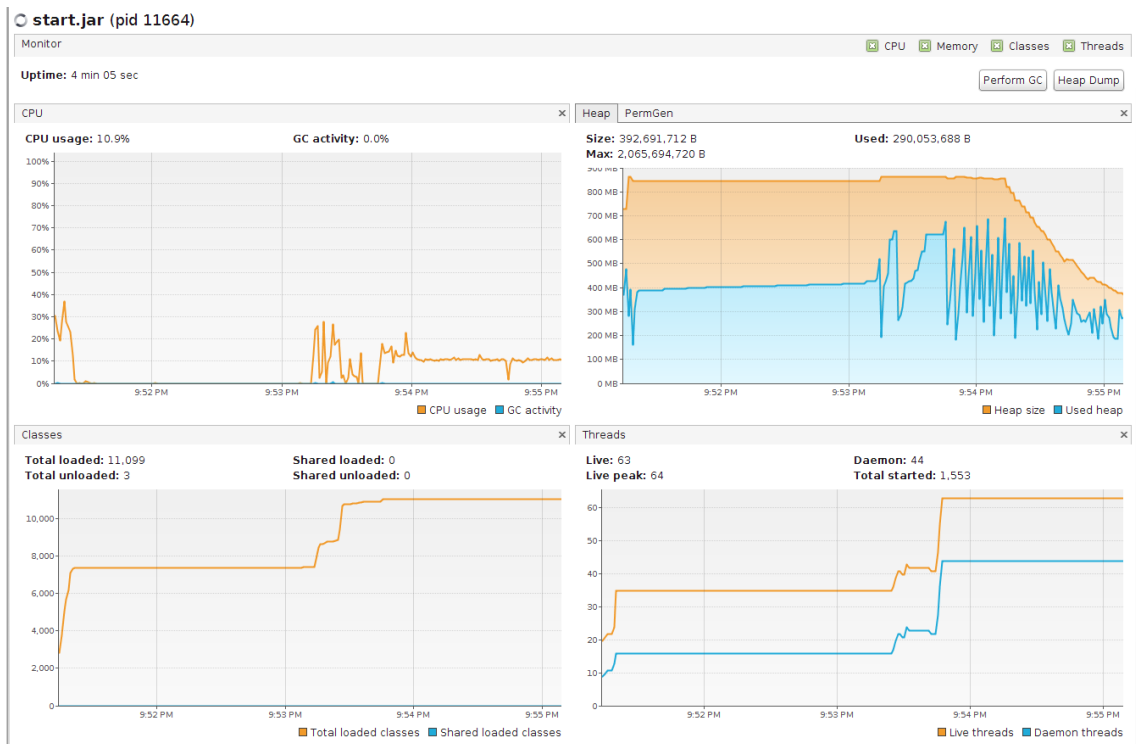 start.jar (pid 11664)
Monitor
CPU Memory Classes Threads
Uptime: 4 min 05 sec
Perform GC Heap Dump
CPU
CPU usage: 10.9% GC activity: 0.0%
100%
90%
80%
70%
60%
50%
40%
30%
20%
10%
0%
9:52 PM 9:53 PM 9:54 PM 9:55 PM
CPU usage GC activity
Heap PermGen
Size: 392,691,712 B Used: 290,053,688 B
Max: 2,065,694,720 B
900 MB
800 MB
700 MB
600 MB
500 MB
400 MB
300 MB
200 MB
100 MB
0 MB
9:52 PM 9:53 PM 9:54 PM 9:55 PM
Heap size Used heap
Classes
Total loaded: 11,099 Shared loaded: 0
Total unloaded: 3 Shared unloaded: 0
10,000
8,000
6,000
4,000
2,000
0
9:52 PM 9:53 PM 9:54 PM 9:55 PM
Total loaded classes Shared loaded classes
Threads
Live: 63 Daemon: 44
Live peak: 64 Total started: 1,553
60
50
40
30
20
10
0
9:52 PM 9:53 PM 9:54 PM 9:55 PM
Live threads Daemon threads